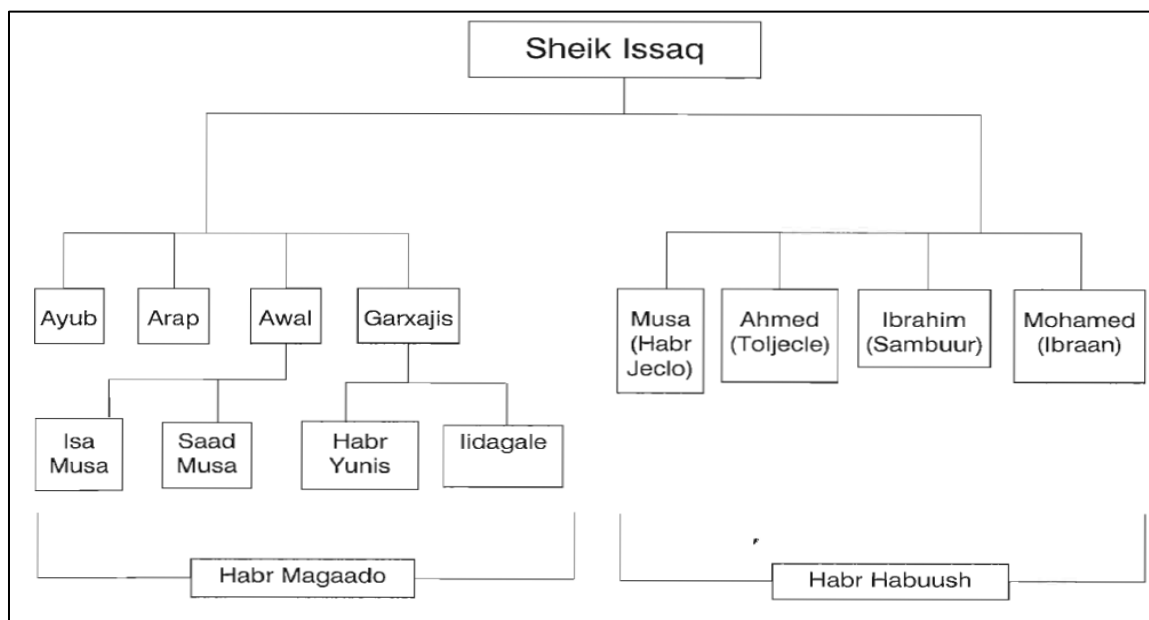 Sheik Issaq
Ayub
Arap
Awal
Garxajis
Musa
(Habr
Jeclo)
Ahmed
(Toljecle)
Ibrahim
(Sambuur)
Mohamed
(Ibraan)
Isa
Musa
Saad
Musa
Habr
Yunis
Iidagale
Habr Magaado
Habr Habuush